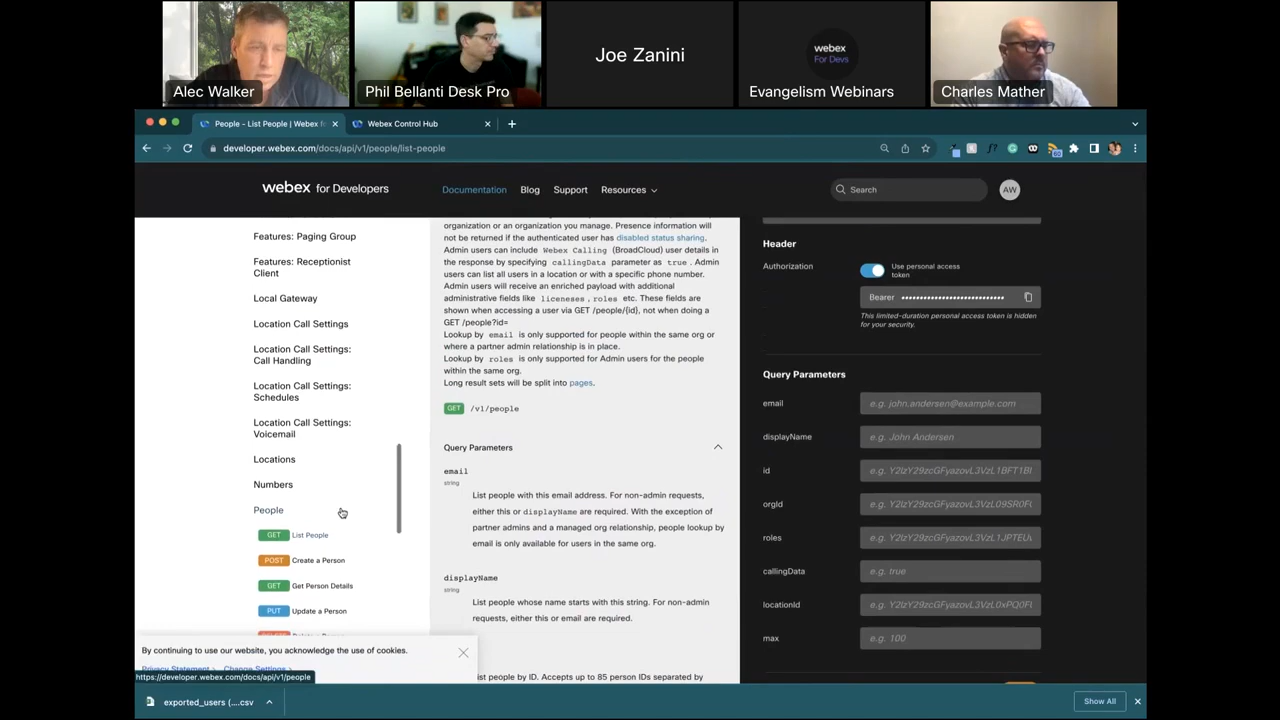 Alec Walker
Phil Bellanti Desk Pro
Joe Zanini
webex
For Devs
Evangelism Webinars
Charles Mather
People - List People | Webex f
Webex Control Hub
developer.webex.com/docs/api/v1/people/list-people
webex for Developers
Documentation
Blog
Support
Resources
Search
AW
Features: Paging Group
Features: Receptionist
Client
Local Gateway
Location Call Settings
Location Call Settings:
Call Handling
Location Call Settings:
Schedules
Location Call Settings:
Voicemail
Locations
Numbers
People
GET List People
POST Create a Person
GET Get Person Details
PUT Update a Person
organization or an organization you manage. Presence information will
not be returned if the authenticated user has disabled status sharing.
Admin users can include Webex Calling (BroadCloud) user details in
the response by specifying callingData parameter as true. Admin
users can list all users in a location or with a specific phone number.
Admin users will receive an enriched payload with additional
administrative fields like liceneses, roles etc. These fields are
shown when accessing a user via GET /people/{id}, not when doing a
GET /people?id=
Lookup by email is only supported for people within the same org or
where a partner admin relationship is in place.
Lookup by roles is only supported for Admin users for the people
within the same org.
Long result sets will be split into pages.
GET /v1/people
Query Parameters
email
string
List people with this email address. For non-admin requests,
either this or displayName are required. With the exception of
partner admins and a managed org relationship, people lookup by
email is only available for users in the same org.
displayName
string
List people whose name starts with this string. For non-admin
requests, either this or email are required.
ist people by ID. Accepts up to 85 person IDs separated by
Header
Authorization
Use personal access
token
Bearer ••••••••••••••••••••••••••
This limited-duration personal access token is hidden
for your security.
Query Parameters
email e.g. john.andersen@example.com
displayName e.g. John Andersen
id e.g.
orgId e.g.
roles e.g.
callingData e.g. true
locationId e.g.
max e.g. 100
By continuing to use our website, you acknowledge the use of cookies.
Privacy Statement > Change Settings >
https://developer.webex.com/docs/api/v1/people
exported_users (....csv
Show All